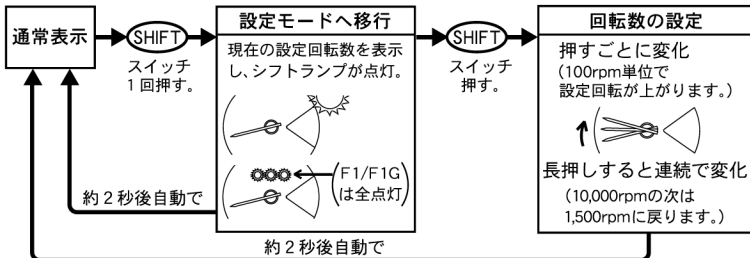 通常表示
SHIFT
スイッチ
1回押す。
設定モードへ移行
現在の設定回転数を表示
し、シフトランプが点灯。
F1/F1G
は全点灯
SHIFT
スイッチ
押す。
回転数の設定
押すごとに変化
(100rpm単位で
設定回転が上がります。)
長押しすると連続で変化
(10,000rpmの次は
1,500rpmに戻ります。)
約2秒後自動で
約2秒後自動で